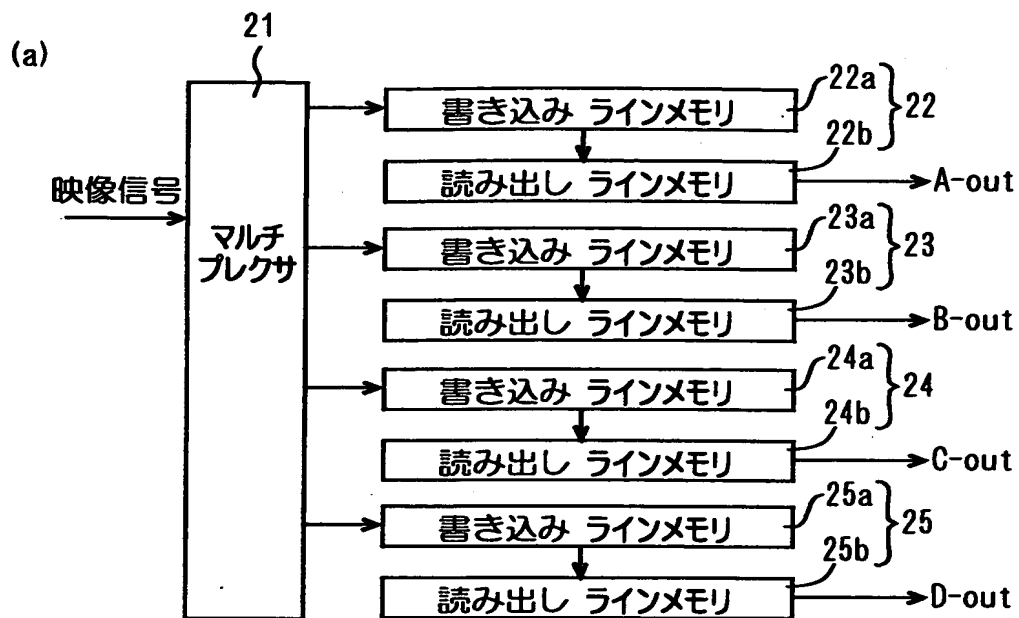 (a)
21
映像信号
マルチ
プレクサ
書き込み ラインメモリ
22a
22
読み出し ラインメモリ
22b
A-out
書き込み ラインメモリ
23a
23
読み出し ラインメモリ
23b
B-out
書き込み ラインメモリ
24a
24
読み出し ラインメモリ
24b
C-out
書き込み ラインメモリ
25a
25
読み出し ラインメモリ
25b
D-out